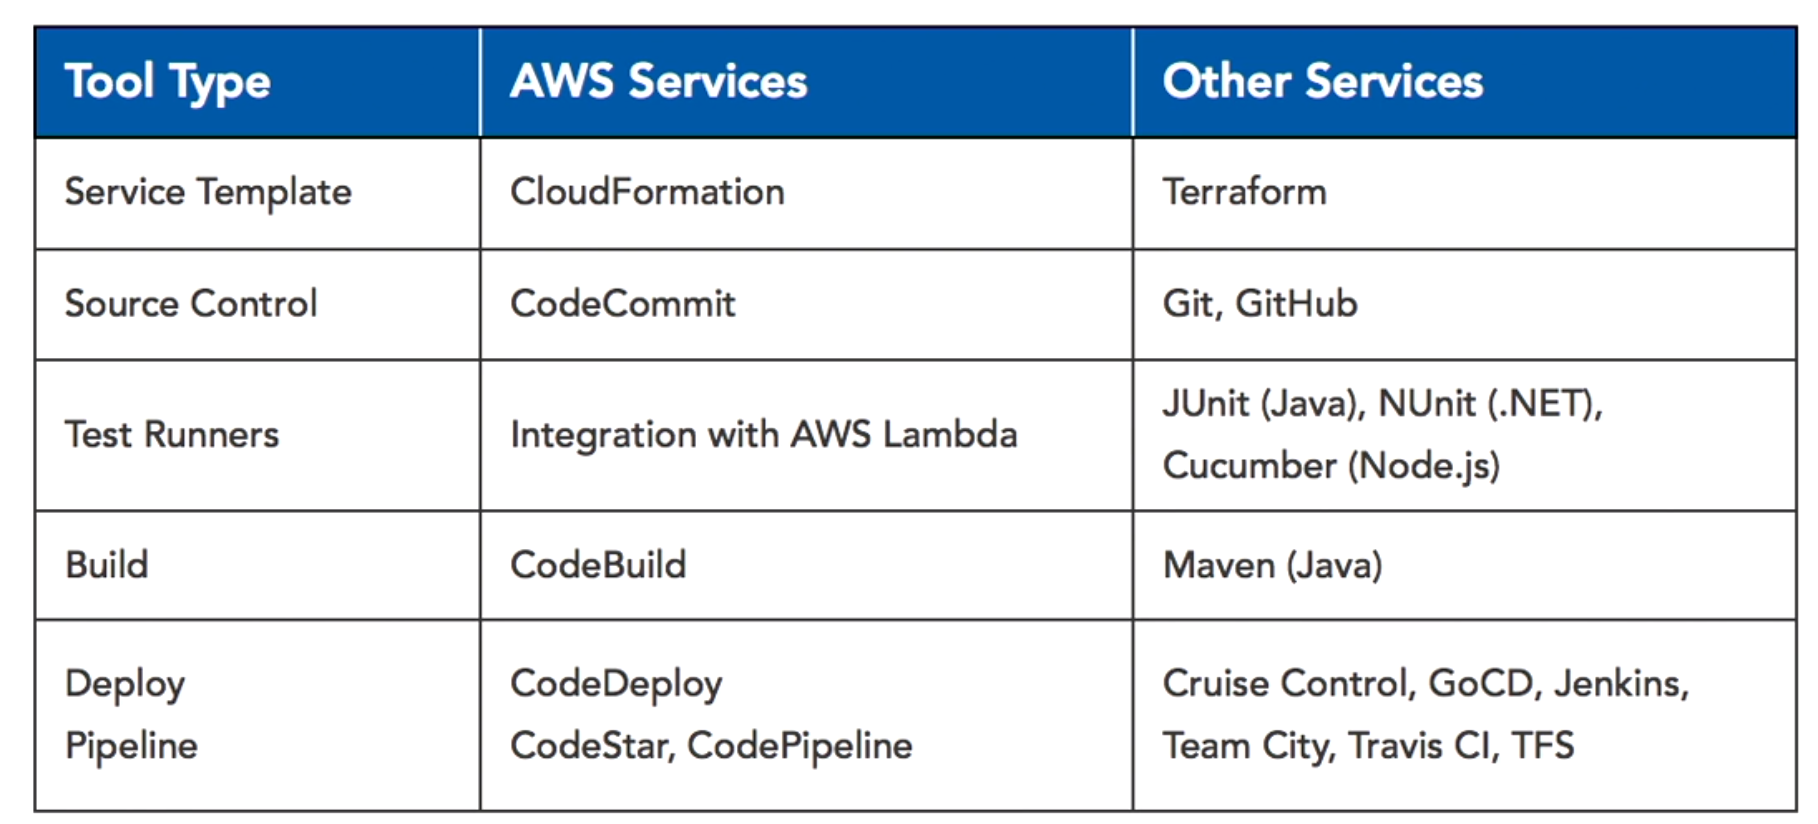 Tool Type
AWS Services
Other Services
Service Template
CloudFormation
Terraform
Source Control
CodeCommit
Git, GitHub
Test Runners
Integration with AWS Lambda
JUnit (Java), NUnit (.NET),
Cucumber (Node.js)
Build
CodeBuild
Maven (Java)
Deploy
Pipeline
CodeDeploy
CodeStar, CodePipeline
Cruise Control, GoCD, Jenkins,
Team City, Travis CI, TFS